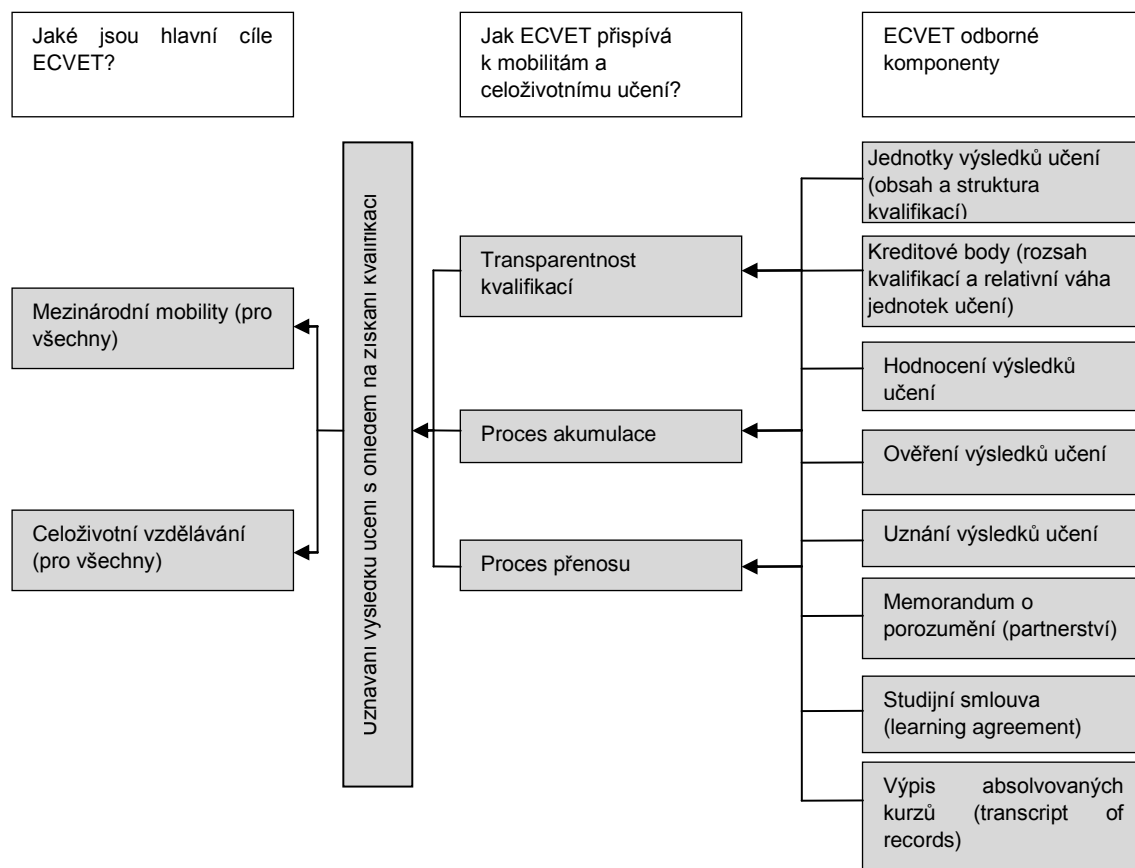 Jaké jsou hlavní cíle
ECVET?
Jak ECVET přispívá
k mobilitám a
celoživotnímu učení?
ECVET odborné
komponenty
Mezinárodní mobility (pro
všechny)
Celoživotní vzdělávání
(pro všechny)
Uznávání výsledků učení s ohledem na získání kvalifikací
Transparentnost
kvalifikací
Proces akumulace
Proces přenosu
Jednotky výsledků učení
(obsah a struktura
kvalifikací)
Kreditové body (rozsah
kvalifikací a relativní váha
jednotek učení)
Hodnocení výsledků
učení
Ověření výsledků učení
Uznání výsledků učení
Memorandum o
porozumění (partnerství)
Studijní smlouva
(learning agreement)
Výpis absolvovaných
kurzů (transcript of
records)